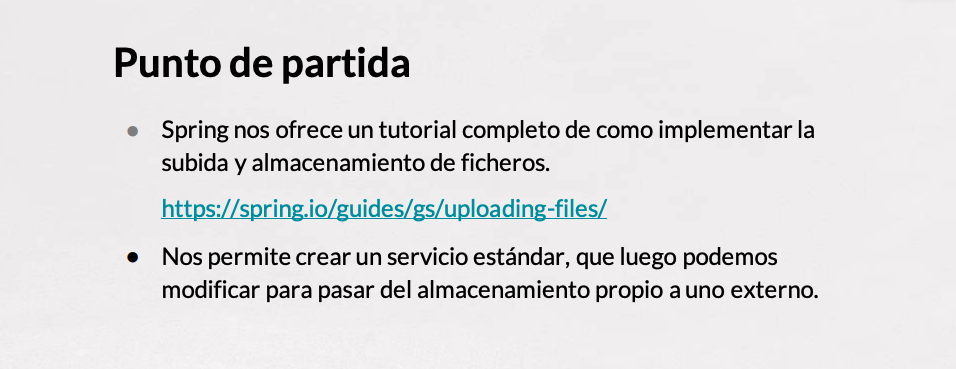 Punto de partida
● Spring nos ofrece un tutorial completo de como implementar la
subida y almacenamiento de ficheros.
https://spring.io/guides/gs/uploading-files/
● Nos permite crear un servicio estándar, que luego podemos
modificar para pasar del almacenamiento propio a uno externo.